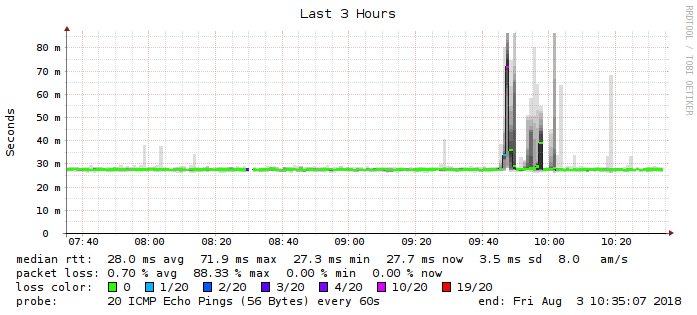 Last 3 Hours
RRDTOOL / TOBI OETIKER
Seconds
80 m
70 m
60 m
50 m
40 m
30 m
20 m
10 m
0
07:40 08:00 08:20 08:40 09:00 09:20 09:40 10:00 10:20
median rtt: 28.0 ms avg 71.9 ms max 27.3 ms min 27.7 ms now 3.5 ms sd 8.0 am/s
packet loss: 0.70 % avg 88.33 % max 0.00 % min 0.00 % now
loss color: 0 1/20 2/20 3/20 4/20 10/20 19/20
probe: 20 ICMP Echo Pings (56 Bytes) every 60s end: Fri Aug 3 10:35:07 2018